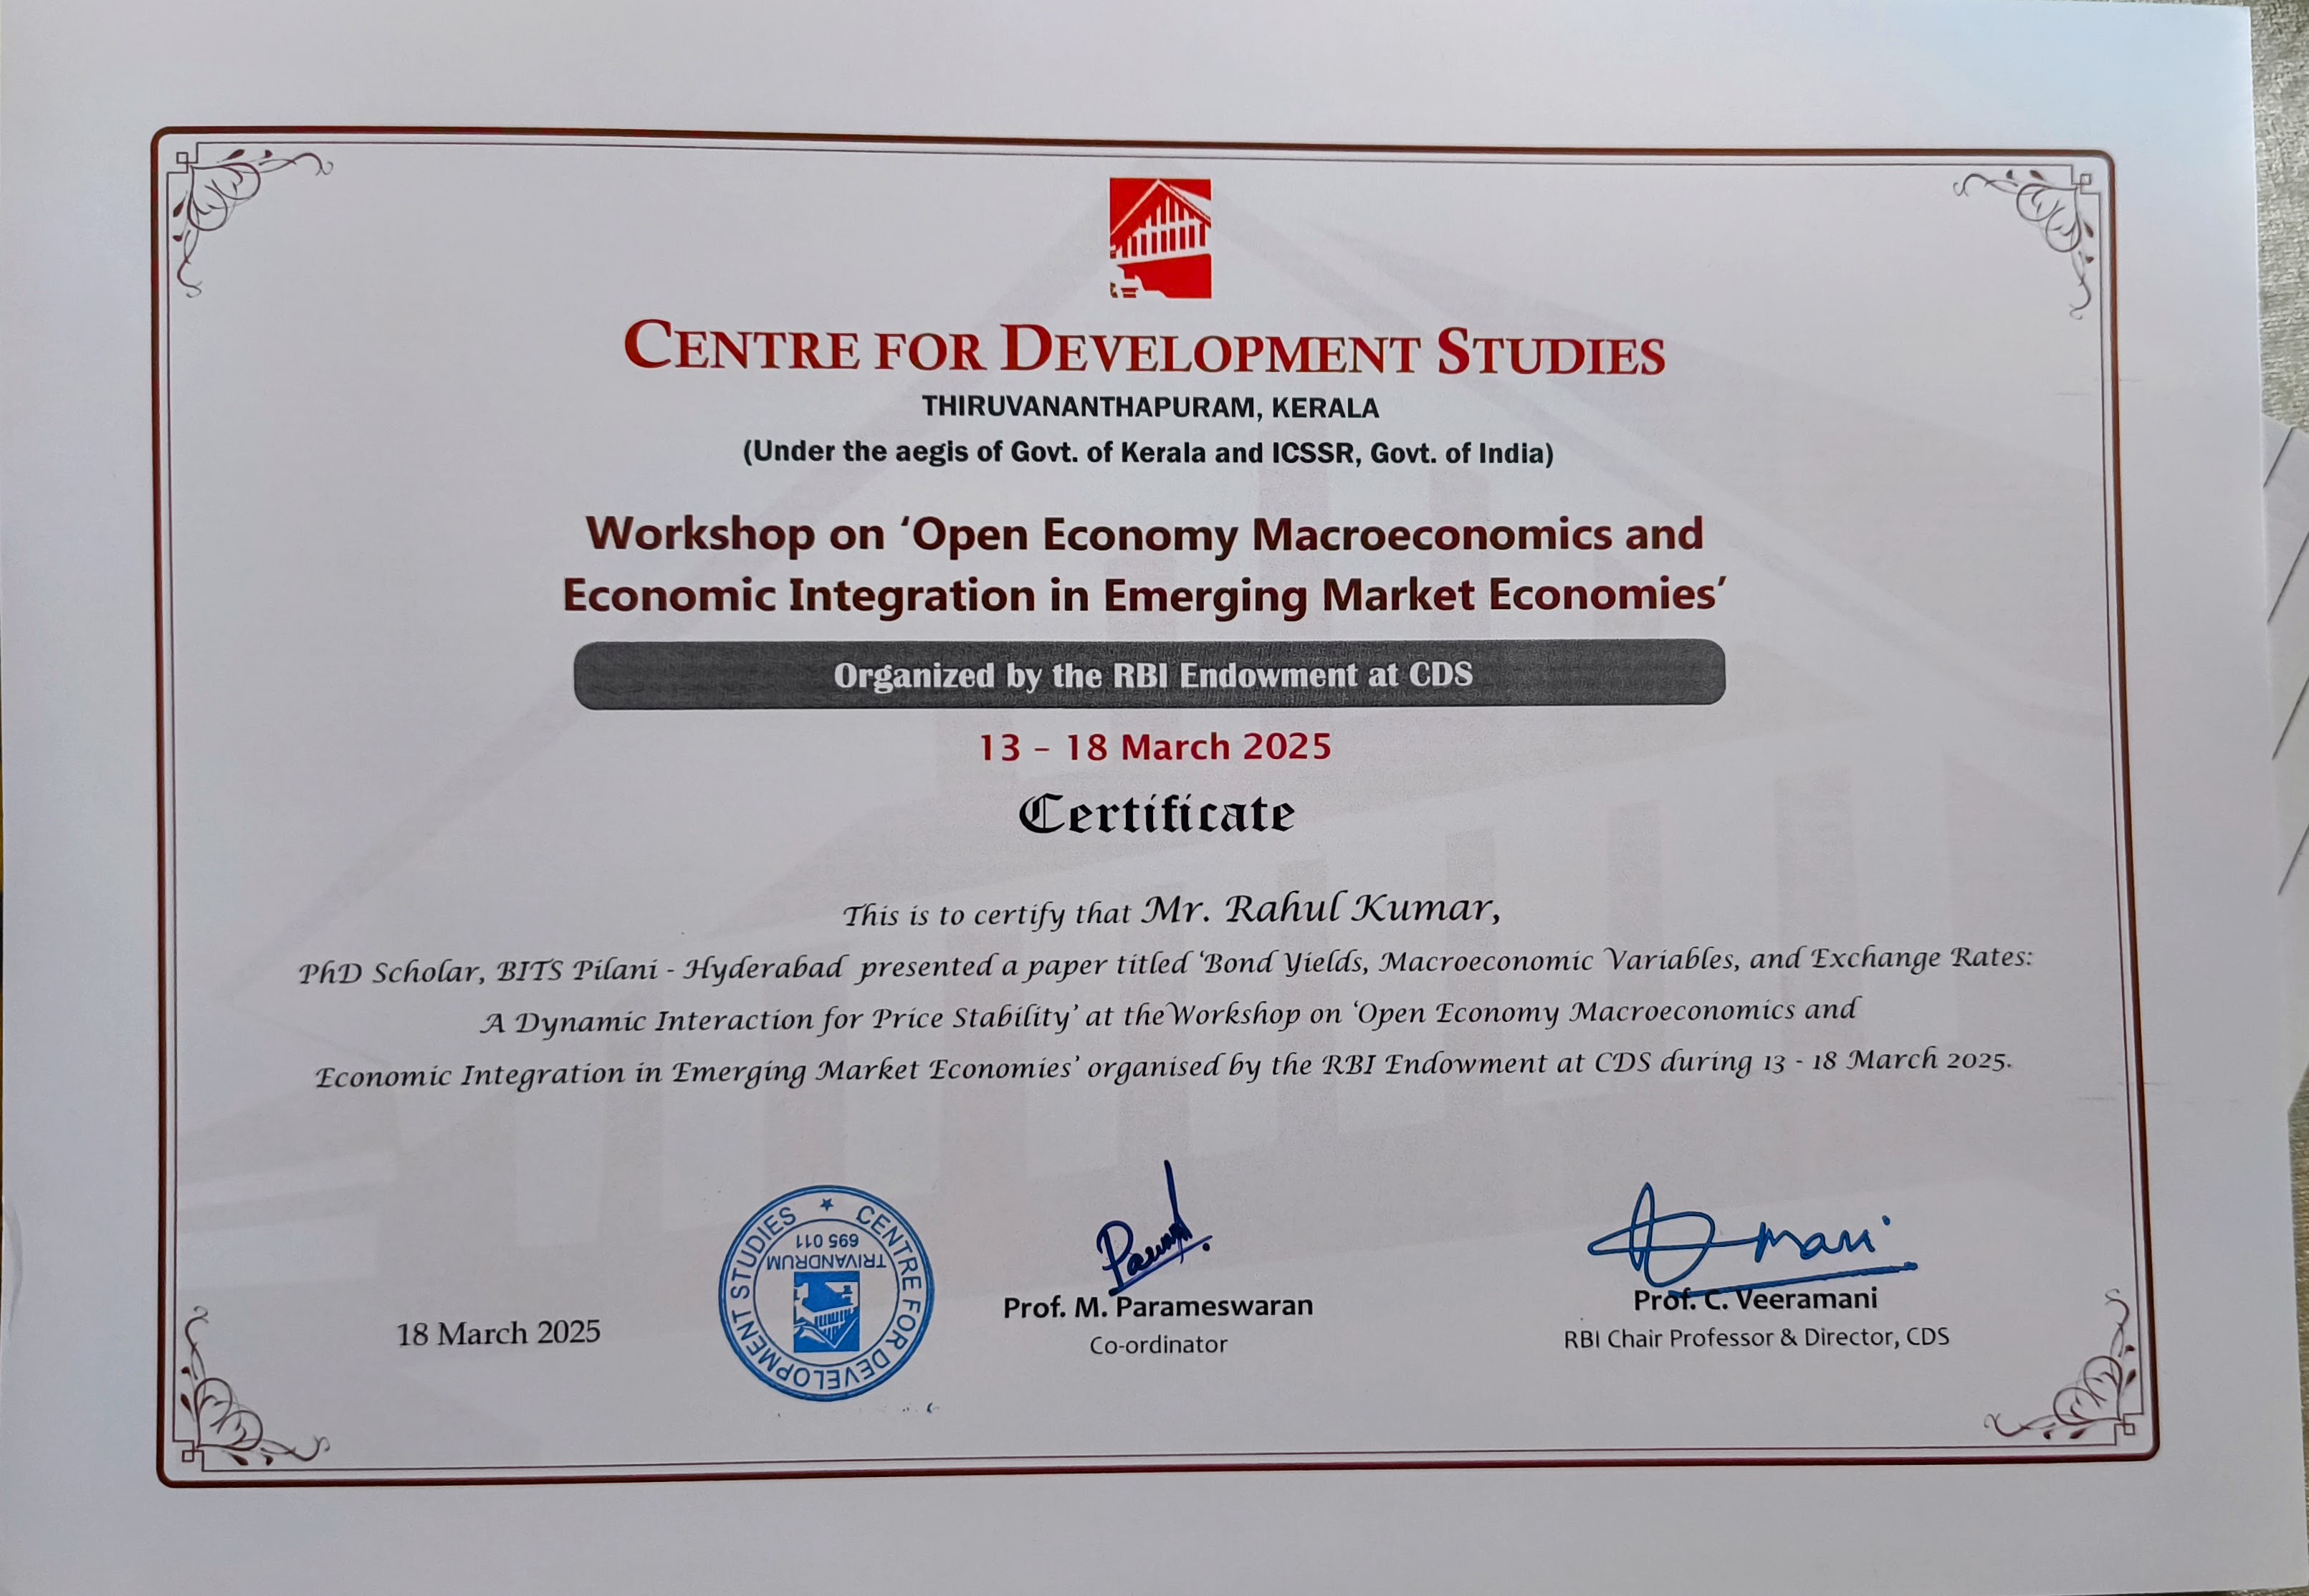 CENTRE FOR DEVELOPMENT STUDIES
THIRUVANANTHAPURAM, KERALA
(Under the aegis of Govt. of Kerala and ICSSR, Govt. of India)
Workshop on ‘Open Economy Macroeconomics and
Economic Integration in Emerging Market Economies’
Organized by the RBI Endowment at CDS
13 – 18 March 2025
Certificate
This is to certify that Mr. Rahul Kumar,
PhD Scholar, BITS Pilani - Hyderabad presented a paper titled ‘Bond Yields, Macroeconomic Variables, and Exchange Rates:
A Dynamic Interaction for Price Stability’ at the Workshop on ‘Open Economy Macroeconomics and
Economic Integration in Emerging Market Economies’ organised by the RBI Endowment at CDS during 13 - 18 March 2025.
18 March 2025
CENTRE FOR DEVELOPMENT STUDIES
TRIVANDRUM
695 011
Prof. M. Parameswaran
Co-ordinator
Prof. C. Veeramani
RBI Chair Professor & Director, CDS